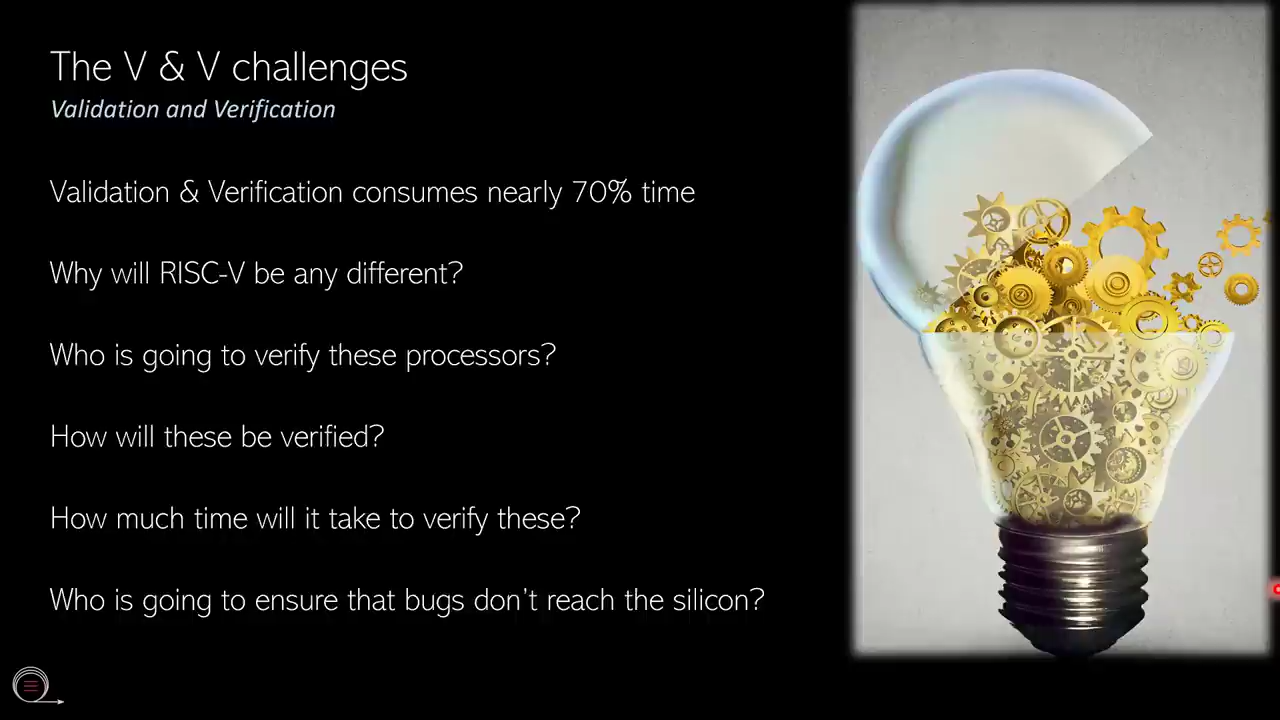 The V & V challenges
Validation and Verification
Validation & Verification consumes nearly 70% time
Why will RISC-V be any different?
Who is going to verify these processors?
How will these be verified?
How much time will it take to verify these?
Who is going to ensure that bugs don't reach the silicon?